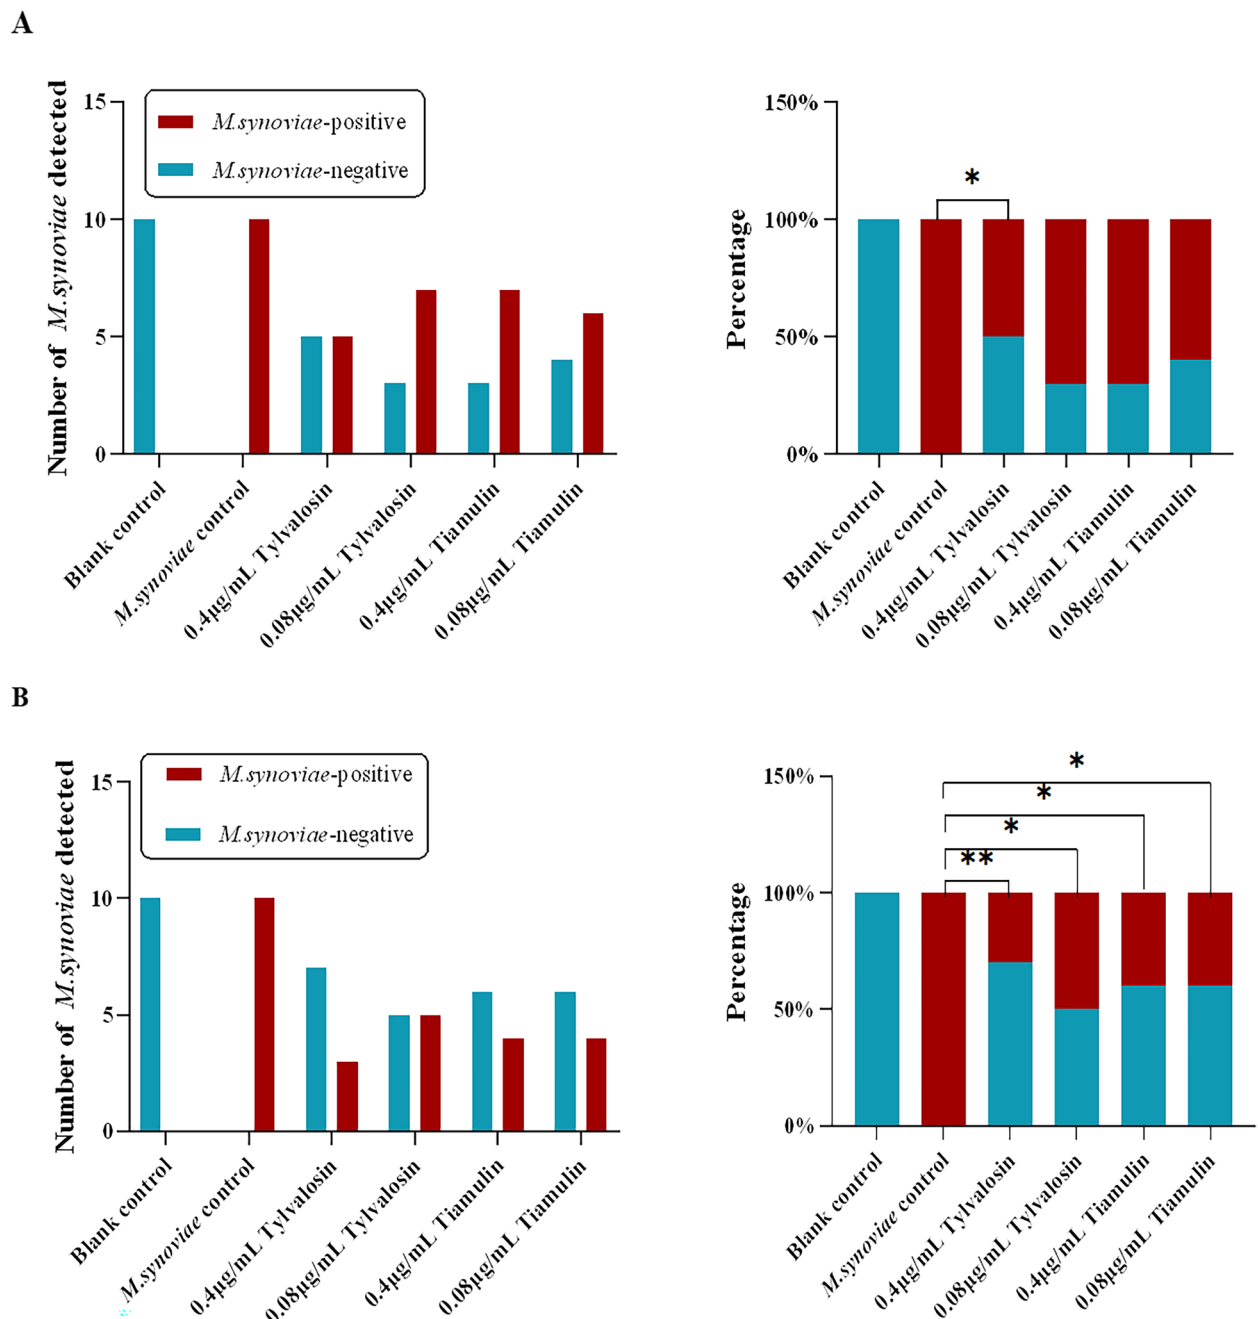 A
Number of M.synoviae detected
15
10
5
0
M.synoviae-positive
M.synoviae-negative
Blank control
M.synoviae control
0.4μg/mL Tylvalosin
0.08μg/mL Tylvalosin
0.4μg/mL Tiamulin
0.08μg/mL Tiamulin
Percentage
150%
100%
50%
0%
*
Blank control
M.synoviae control
0.4μg/mL Tylvalosin
0.08μg/mL Tylvalosin
0.4μg/mL Tiamulin
0.08μg/mL Tiamulin
B
Number of M.synoviae detected
15
10
5
0
M.synoviae-positive
M.synoviae-negative
Blank control
M.synoviae control
0.4μg/mL Tylvalosin
0.08μg/mL Tylvalosin
0.4μg/mL Tiamulin
0.08μg/mL Tiamulin
Percentage
150%
100%
50%
0%
*
*
*
**
Blank control
M.synoviae control
0.4μg/mL Tylvalosin
0.08μg/mL Tylvalosin
0.4μg/mL Tiamulin
0.08μg/mL Tiamulin